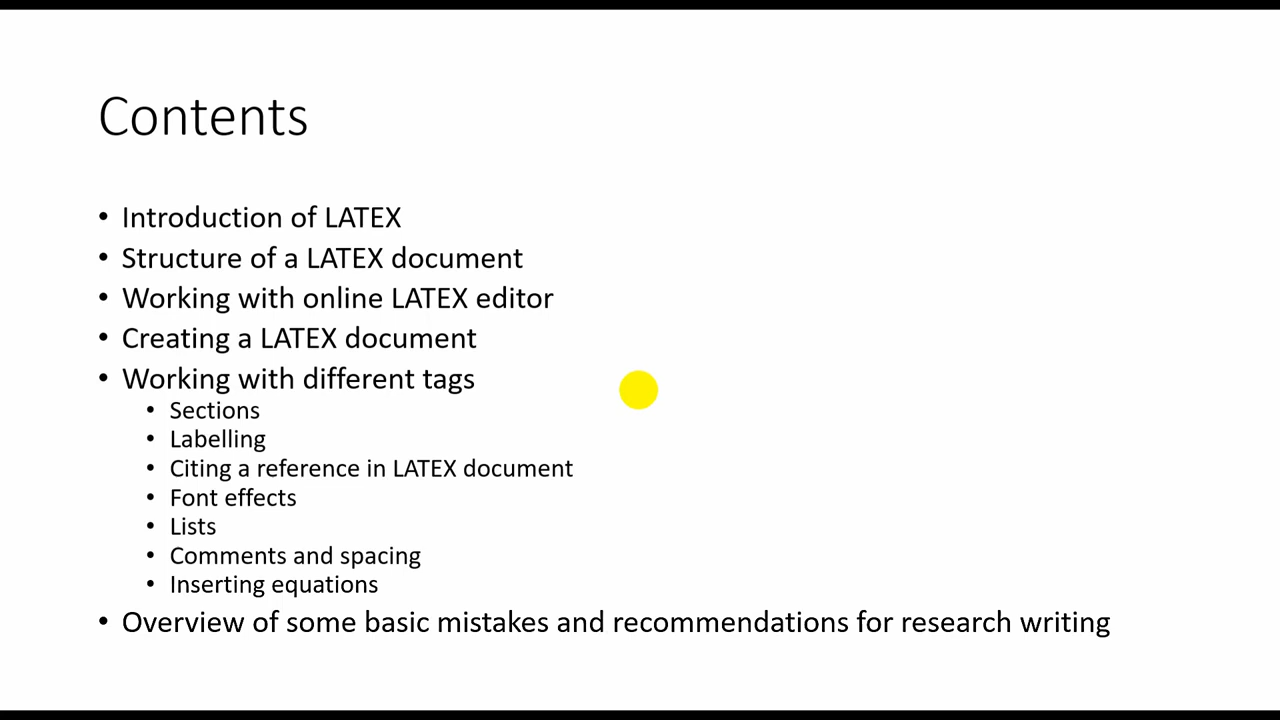 Contents
• Introduction of LATEX
• Structure of a LATEX document
• Working with online LATEX editor
• Creating a LATEX document
• Working with different tags
• Sections
• Labelling
• Citing a reference in LATEX document
• Font effects
• Lists
• Comments and spacing
• Inserting equations
• Overview of some basic mistakes and recommendations for research writing